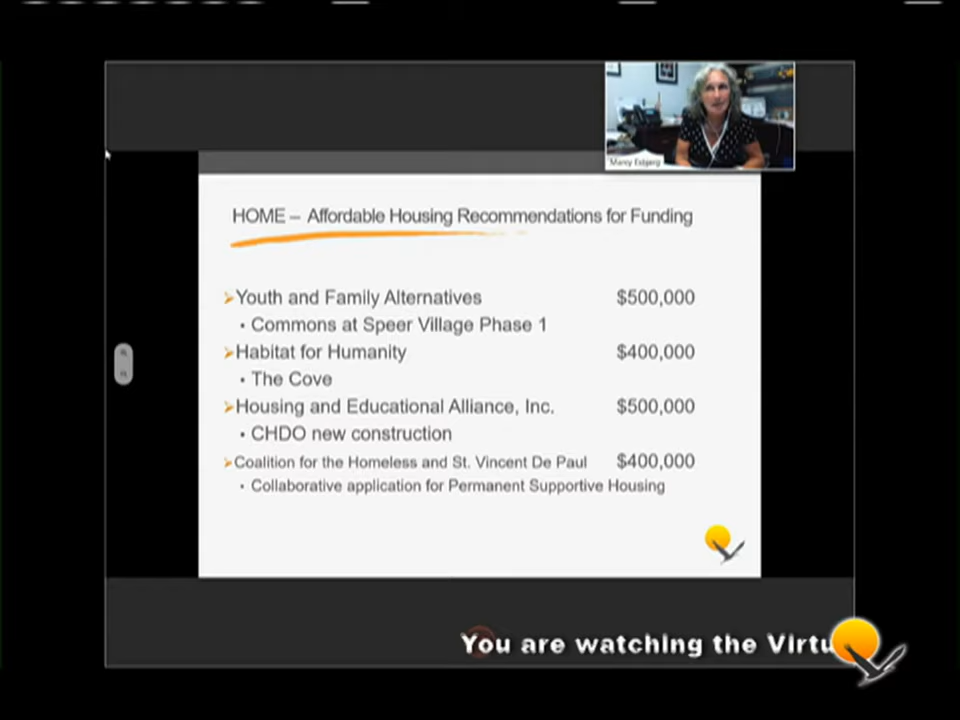 Marcy Esbjerg
HOME – Affordable Housing Recommendations for Funding
Youth and Family Alternatives $500,000
• Commons at Speer Village Phase 1
Habitat for Humanity $400,000
• The Cove
Housing and Educational Alliance, Inc. $500,000
• CHDO new construction
Coalition for the Homeless and St. Vincent De Paul $400,000
• Collaborative application for Permanent Supportive Housing
You are watching the Virtu